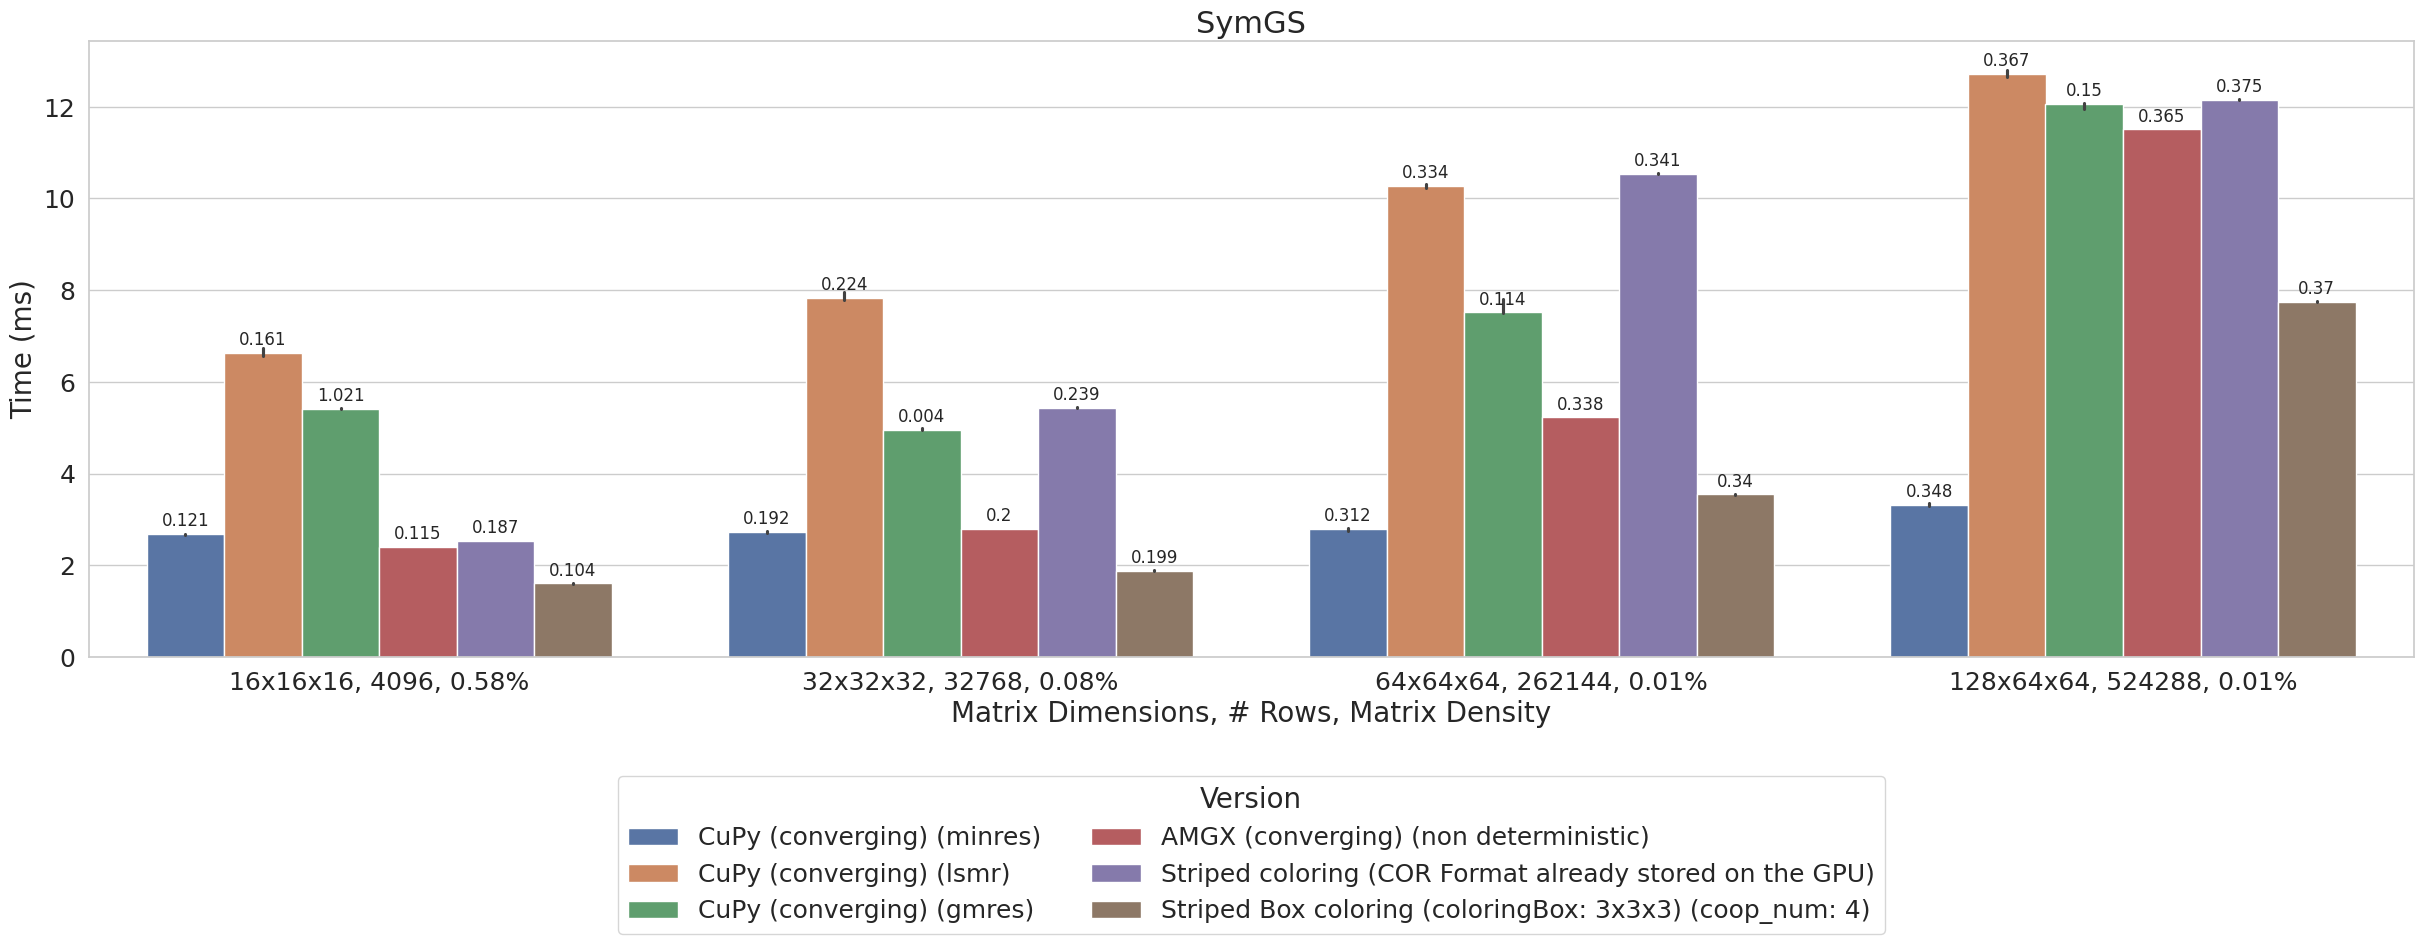 SymGS
Time (ms)
12
10
8
6
4
2
0
0.121
0.161
1.021
0.115
0.187
0.104
0.192
0.224
0.004
0.2
0.239
0.199
0.312
0.334
0.114
0.338
0.341
0.34
0.348
0.367
0.15
0.365
0.375
0.37
16x16x16, 4096, 0.58%
32x32x32, 32768, 0.08%
64x64x64, 262144, 0.01%
128x64x64, 524288, 0.01%
Matrix Dimensions, # Rows, Matrix Density
Version
CuPy (converging) (minres)
CuPy (converging) (lsmr)
CuPy (converging) (gmres)
AMGX (converging) (non deterministic)
Striped coloring (COR Format already stored on the GPU)
Striped Box coloring (coloringBox: 3x3x3) (coop_num: 4)